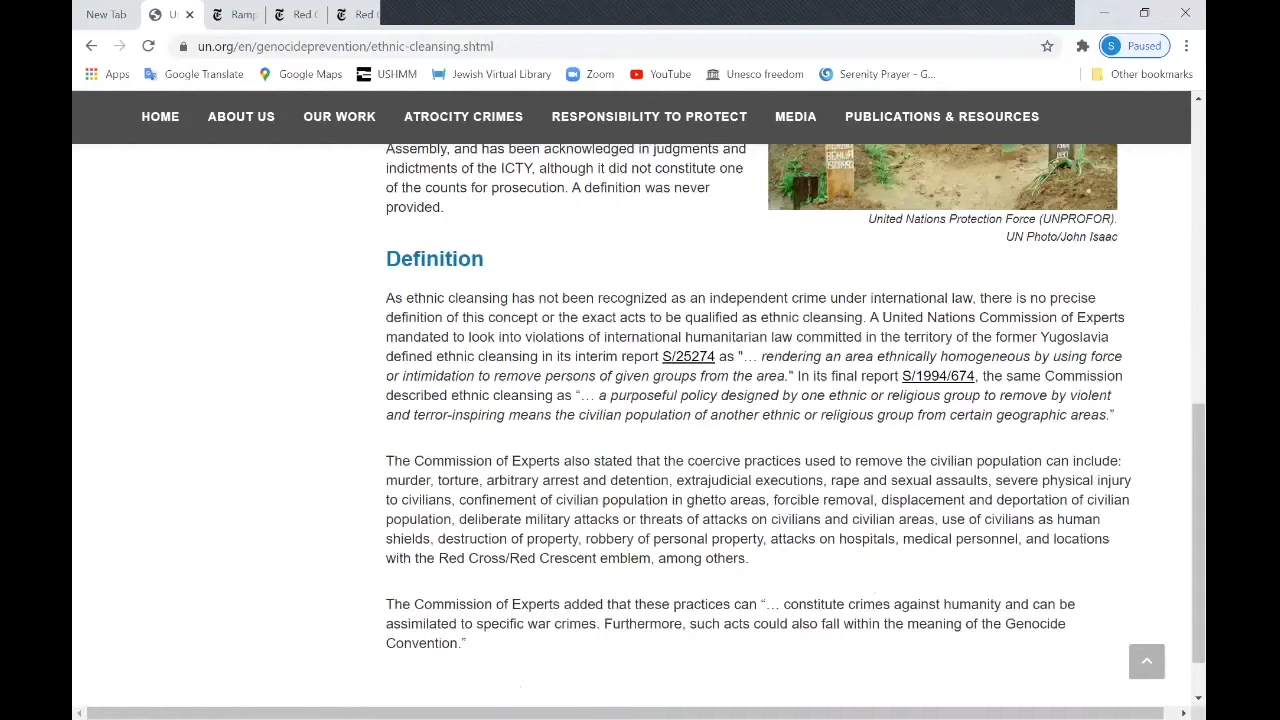 New Tab
Ramp
Red C
Red
un.org/en/genocideprevention/ethnic-cleansing.shtml
S
Paused
Apps
Google Translate
Google Maps
USHMM
Jewish Virtual Library
Zoom
YouTube
Unesco freedom
Serenity Prayer - G...
Other bookmarks
HOME
ABOUT US
OUR WORK
ATROCITY CRIMES
RESPONSIBILITY TO PROTECT
MEDIA
PUBLICATIONS & RESOURCES
Assembly, and has been acknowledged in judgments and
indictments of the ICTY, although it did not constitute one
of the counts for prosecution. A definition was never
provided.
United Nations Protection Force (UNPROFOR).
UN Photo/John Isaac
Definition
As ethnic cleansing has not been recognized as an independent crime under international law, there is no precise
definition of this concept or the exact acts to be qualified as ethnic cleansing. A United Nations Commission of Experts
mandated to look into violations of international humanitarian law committed in the territory of the former Yugoslavia
defined ethnic cleansing in its interim report S/25274 as "… rendering an area ethnically homogeneous by using force
or intimidation to remove persons of given groups from the area." In its final report S/1994/674, the same Commission
described ethnic cleansing as “… a purposeful policy designed by one ethnic or religious group to remove by violent
and terror-inspiring means the civilian population of another ethnic or religious group from certain geographic areas.”
The Commission of Experts also stated that the coercive practices used to remove the civilian population can include:
murder, torture, arbitrary arrest and detention, extrajudicial executions, rape and sexual assaults, severe physical injury
to civilians, confinement of civilian population in ghetto areas, forcible removal, displacement and deportation of civilian
population, deliberate military attacks or threats of attacks on civilians and civilian areas, use of civilians as human
shields, destruction of property, robbery of personal property, attacks on hospitals, medical personnel, and locations
with the Red Cross/Red Crescent emblem, among others.
The Commission of Experts added that these practices can “… constitute crimes against humanity and can be
assimilated to specific war crimes. Furthermore, such acts could also fall within the meaning of the Genocide
Convention.”